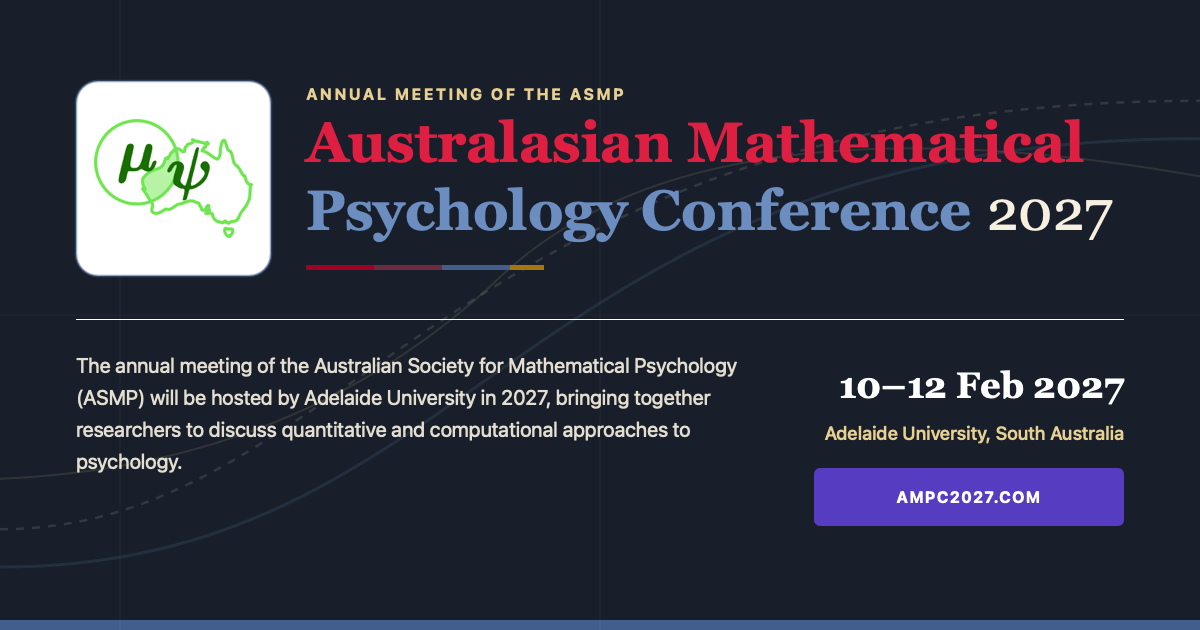 μ ψ
ANNUAL MEETING OF THE ASMP
Australasian Mathematical
Psychology Conference 2027
The annual meeting of the Australian Society for Mathematical Psychology
(ASMP) will be hosted by Adelaide University in 2027, bringing together
researchers to discuss quantitative and computational approaches to
psychology.
10–12 Feb 2027
Adelaide University, South Australia
AMPC2027.COM